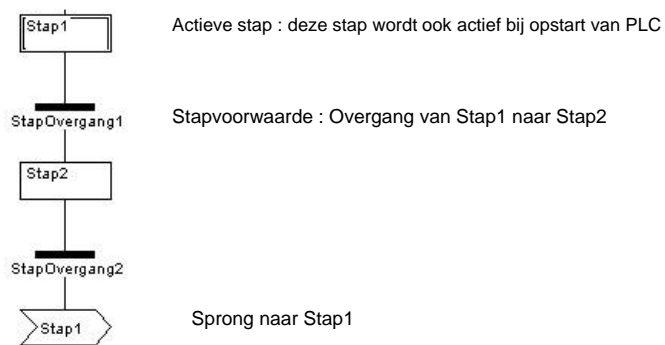 Stap1
Actieve stap : deze stap wordt ook actief bij opstart van PLC
StapOvergang1
Stapvoorwaarde : Overgang van Stap1 naar Stap2
Stap2
StapOvergang2
Stap1
Sprong naar Stap1